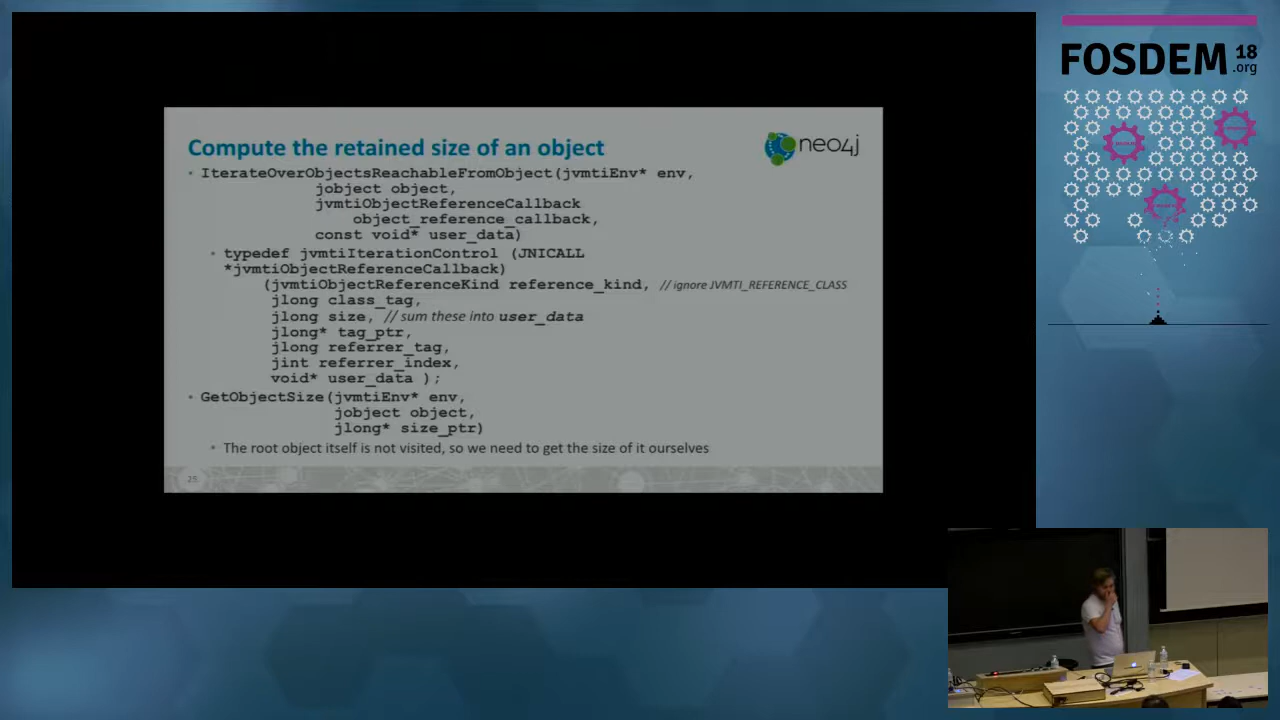 FOSDEM 18
.org
Compute the retained size of an object
neo4j
• IterateOverObjectsReachableFromObject(jvmtiEnv* env,
jobject object,
jvmtiObjectReferenceCallback
object_reference_callback,
const void* user_data)
• typedef jvmtiIterationControl (JNICALL
*jvmtiObjectReferenceCallback)
(jvmtiObjectReferenceKind reference_kind, // ignore JVMTI_REFERENCE_CLASS
jlong class_tag,
jlong size, // sum these into user_data
jlong* tag_ptr,
jlong referrer_tag,
jint referrer_index,
void* user_data );
• GetObjectSize(jvmtiEnv* env,
jobject object,
jlong* size_ptr)
• The root object itself is not visited, so we need to get the size of it ourselves
25